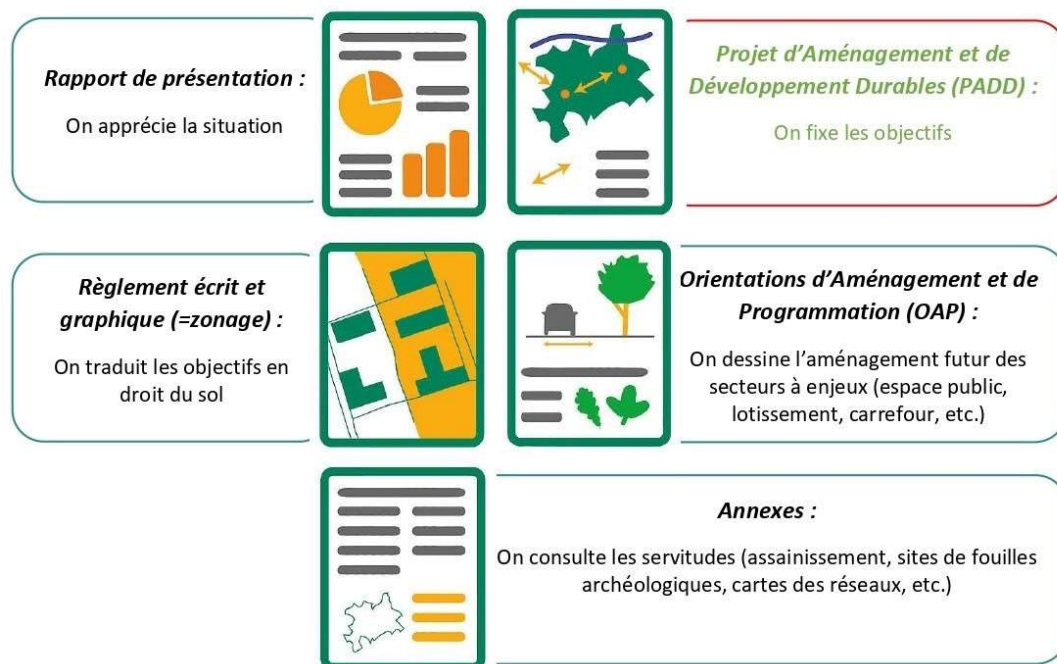 Rapport de présentation :
On apprécie la situation
Projet d’Aménagement et de
Développement Durables (PADD) :
On fixe les objectifs
Règlement écrit et
graphique (=zonage) :
On traduit les objectifs en
droit du sol
Orientations d’Aménagement et de
Programmation (OAP) :
On dessine l’aménagement futur des
secteurs à enjeux (espace public,
lotissement, carrefour, etc.)
Annexes :
On consulte les servitudes (assainissement, sites de fouilles
archéologiques, cartes des réseaux, etc.)